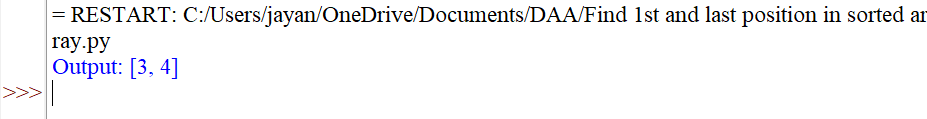 = RESTART: C:/Users/jayan/OneDrive/Documents/DAA/Find 1st and last position in sorted ar
ray.py
Output: [3, 4]
>>>